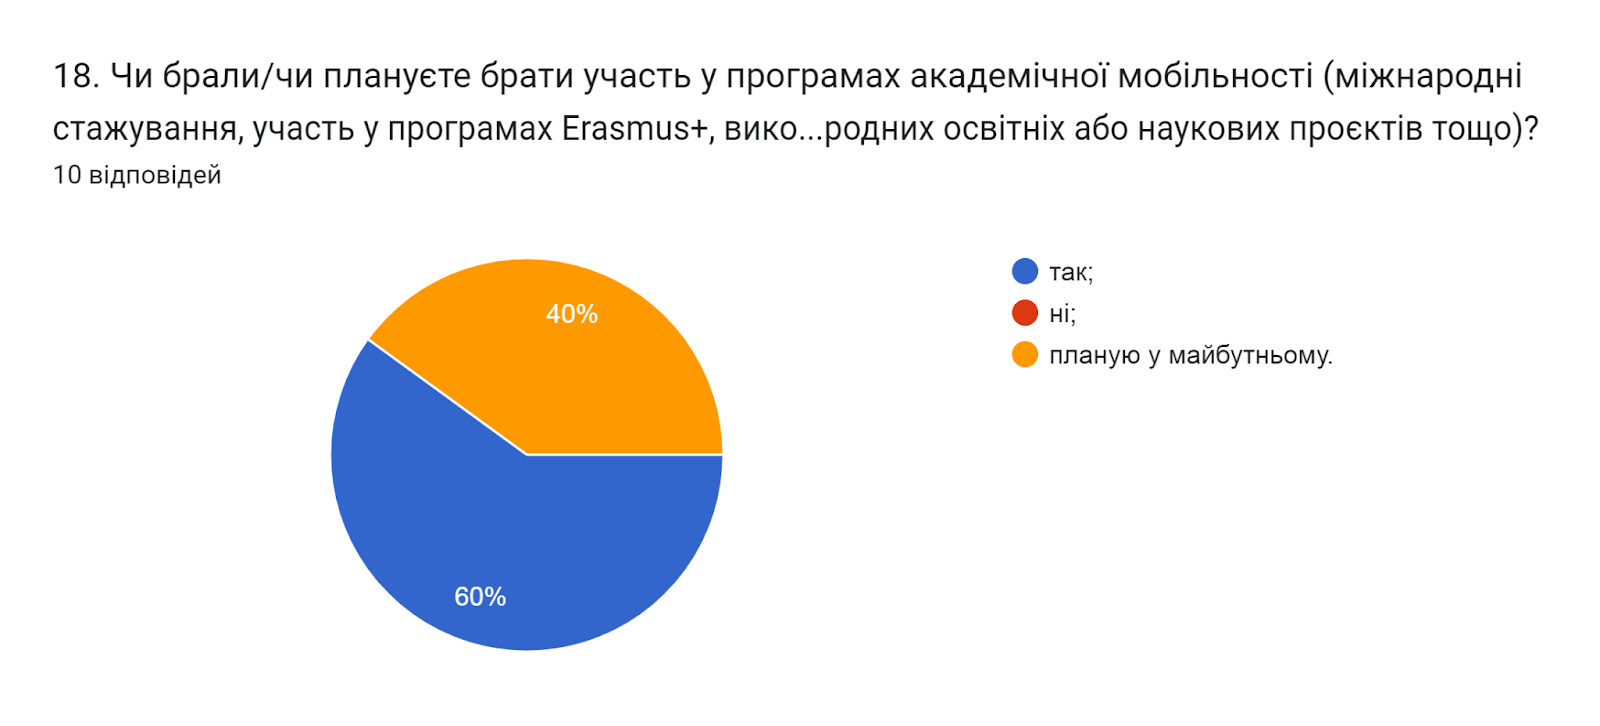 18. Чи брали/чи плануєте брати участь у програмах академічної мобільності (міжнародні
стажування, участь у програмах Erasmus+, вико...родних освітніх або наукових проєктів тощо)?
10 відповідей
так;
ні;
планую у майбутньому.
40%
60%